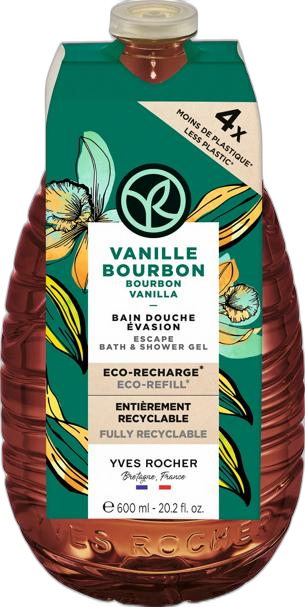 4x
MOINS DE PLASTIQUE*
LESS PLASTIC*
YR
VANILLE
BOURBON
BOURBON
VANILLA
BAIN DOUCHE
ÉVASION
ESCAPE
BATH & SHOWER GEL
ECO-RECHARGE*
ECO-REFILL*
ENTIÈREMENT
RECYCLABLE
FULLY RECYCLABLE
YVES ROCHER
Bretagne, France
℮ 600 ml - 20.2 fl. oz.
YVES ROCHER